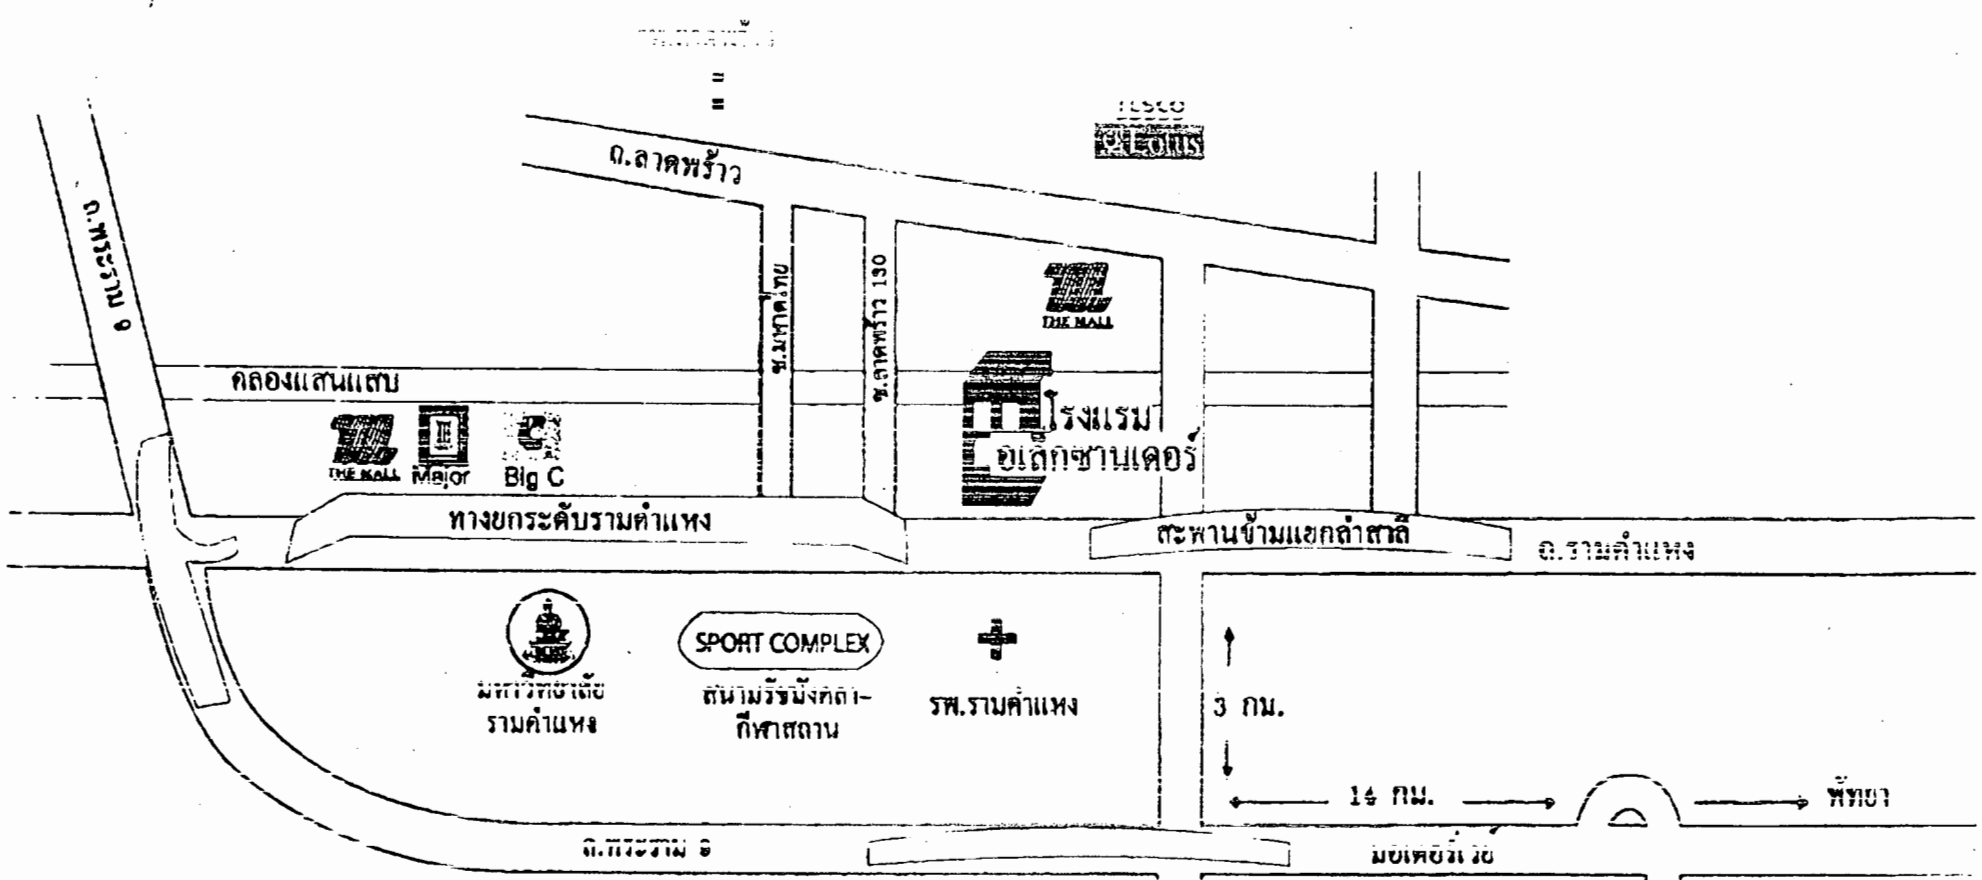 TESCO
Lotus
ถ.ลาดพร้าว
ถ.พระราม 9
ซ.มหาดไทย
ซ.ลาดพร้าว 130
THE MALL
คลองแสนแสบ
THE MALL
Major
Big C
โรงแรม
อเล็กซานเดอร์
ทางยกระดับรามคำแหง
สะพานข้ามแยกลำสาลี
ถ.รามคำแหง
มหาวิทยาลัย
รามคำแหง
SPORT COMPLEX
สนามรัชมังคลา-
กีฬาสถาน
รพ.รามคำแหง
3 กม.
14 กม.
พัทยา
ถ.พระราม 9
มอเตอร์เวย์